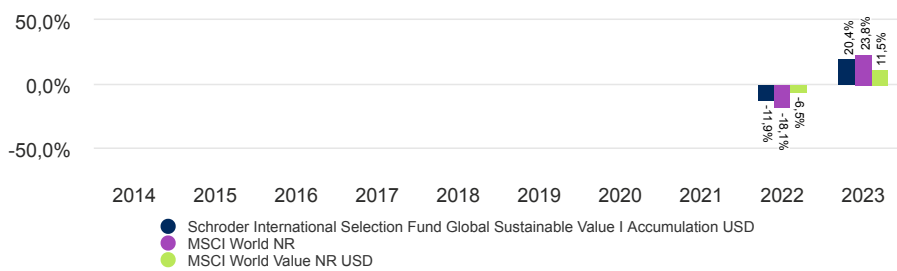 50,0%
0,0%
-50,0%
20,4%
23,8%
11,5%
-11,9%
-18,1%
-6,5%
2014 2015 2016 2017 2018 2019 2020 2021 2022 2023
Schroder International Selection Fund Global Sustainable Value I Accumulation USD
MSCI World NR
MSCI World Value NR USD